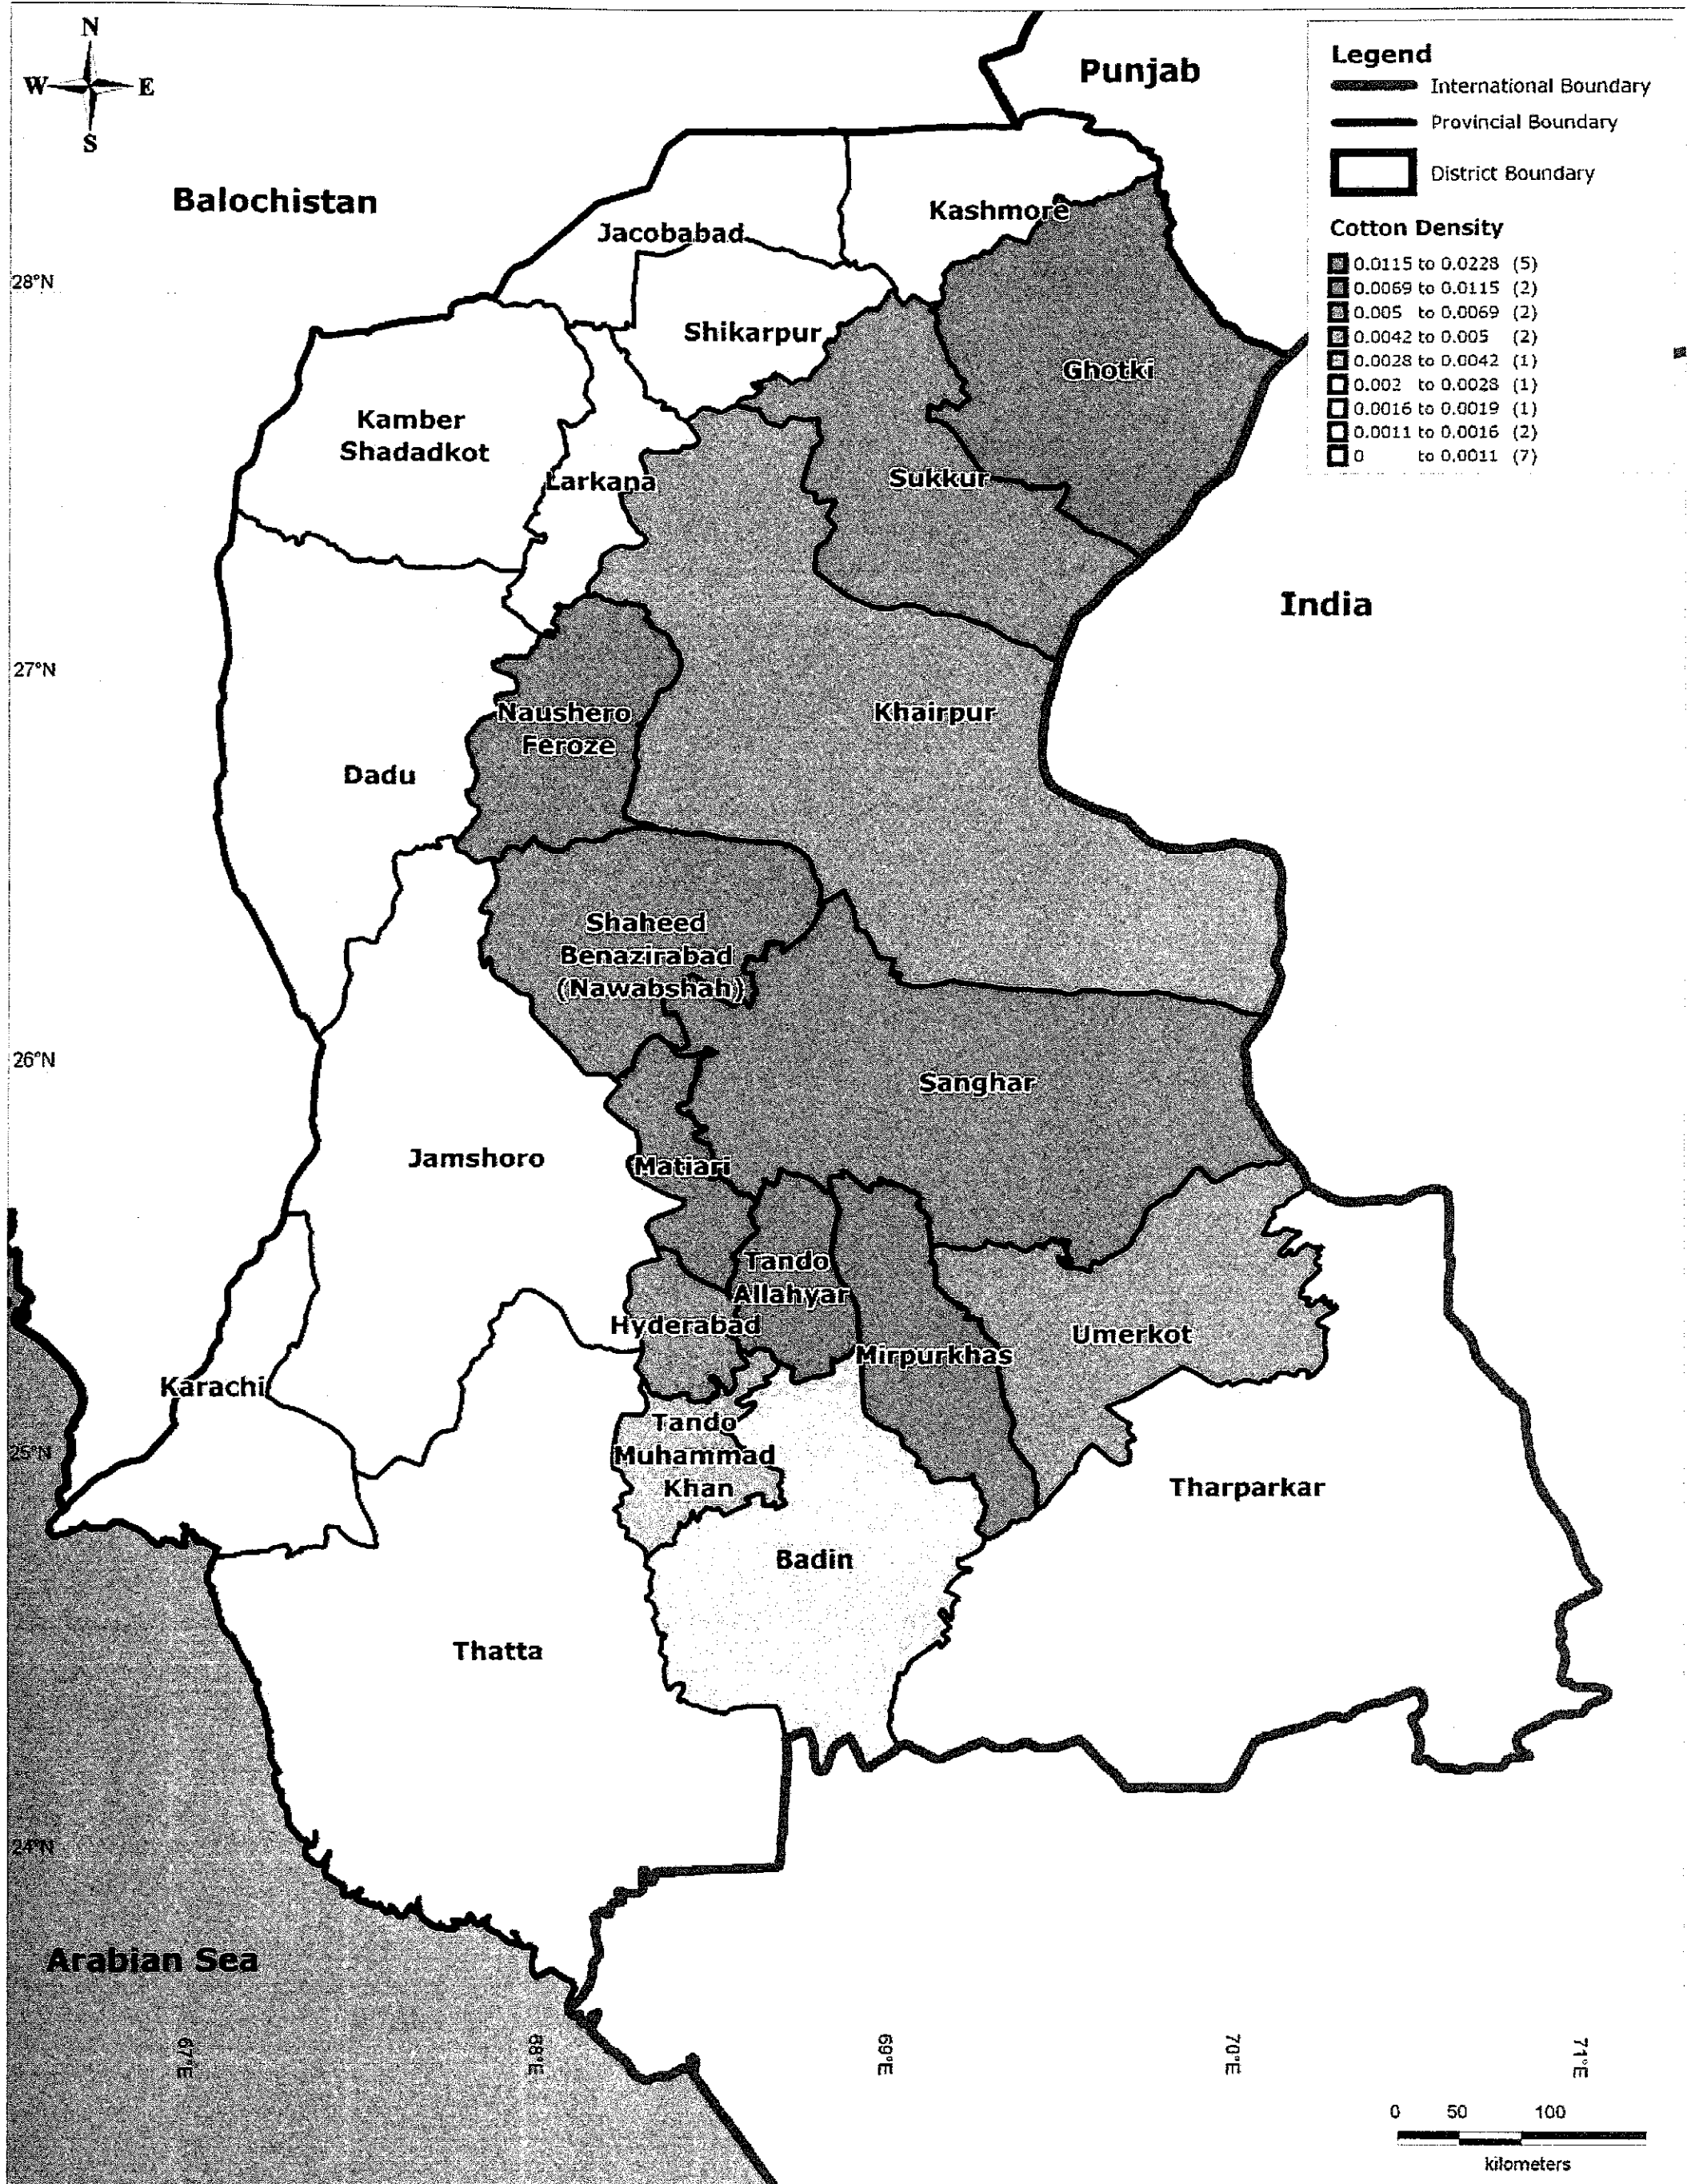 N
W E
S
Punjab
Legend
International Boundary
Provincial Boundary
District Boundary
Cotton Density
0.0115 to 0.0228 (5)
0.0069 to 0.0115 (2)
0.005 to 0.0069 (2)
0.0042 to 0.005 (2)
0.0028 to 0.0042 (1)
0.002 to 0.0028 (1)
0.0016 to 0.0019 (1)
0.0011 to 0.0016 (2)
0 to 0.0011 (7)
Balochistan
Kashmore
Jacobabad
28°N
Shikarpur
Ghotki
Kamber
Shadadkot
Larkana
Sukkur
India
27°N
Naushero
Feroze
Khairpur
Dadu
Shaheed
Benazirabad
(Nawabshah)
26°N
Sanghar
Jamshoro
Matiari
Tando
Allahyar
Hyderabad
Umerkot
Mirpurkhas
Karachi
Tando
Muhammad
Khan
25°N
Tharparkar
Badin
Thatta
24°N
Arabian Sea
67°E
68°E
69°E
70°E
71°E
0 50 100
kilometers